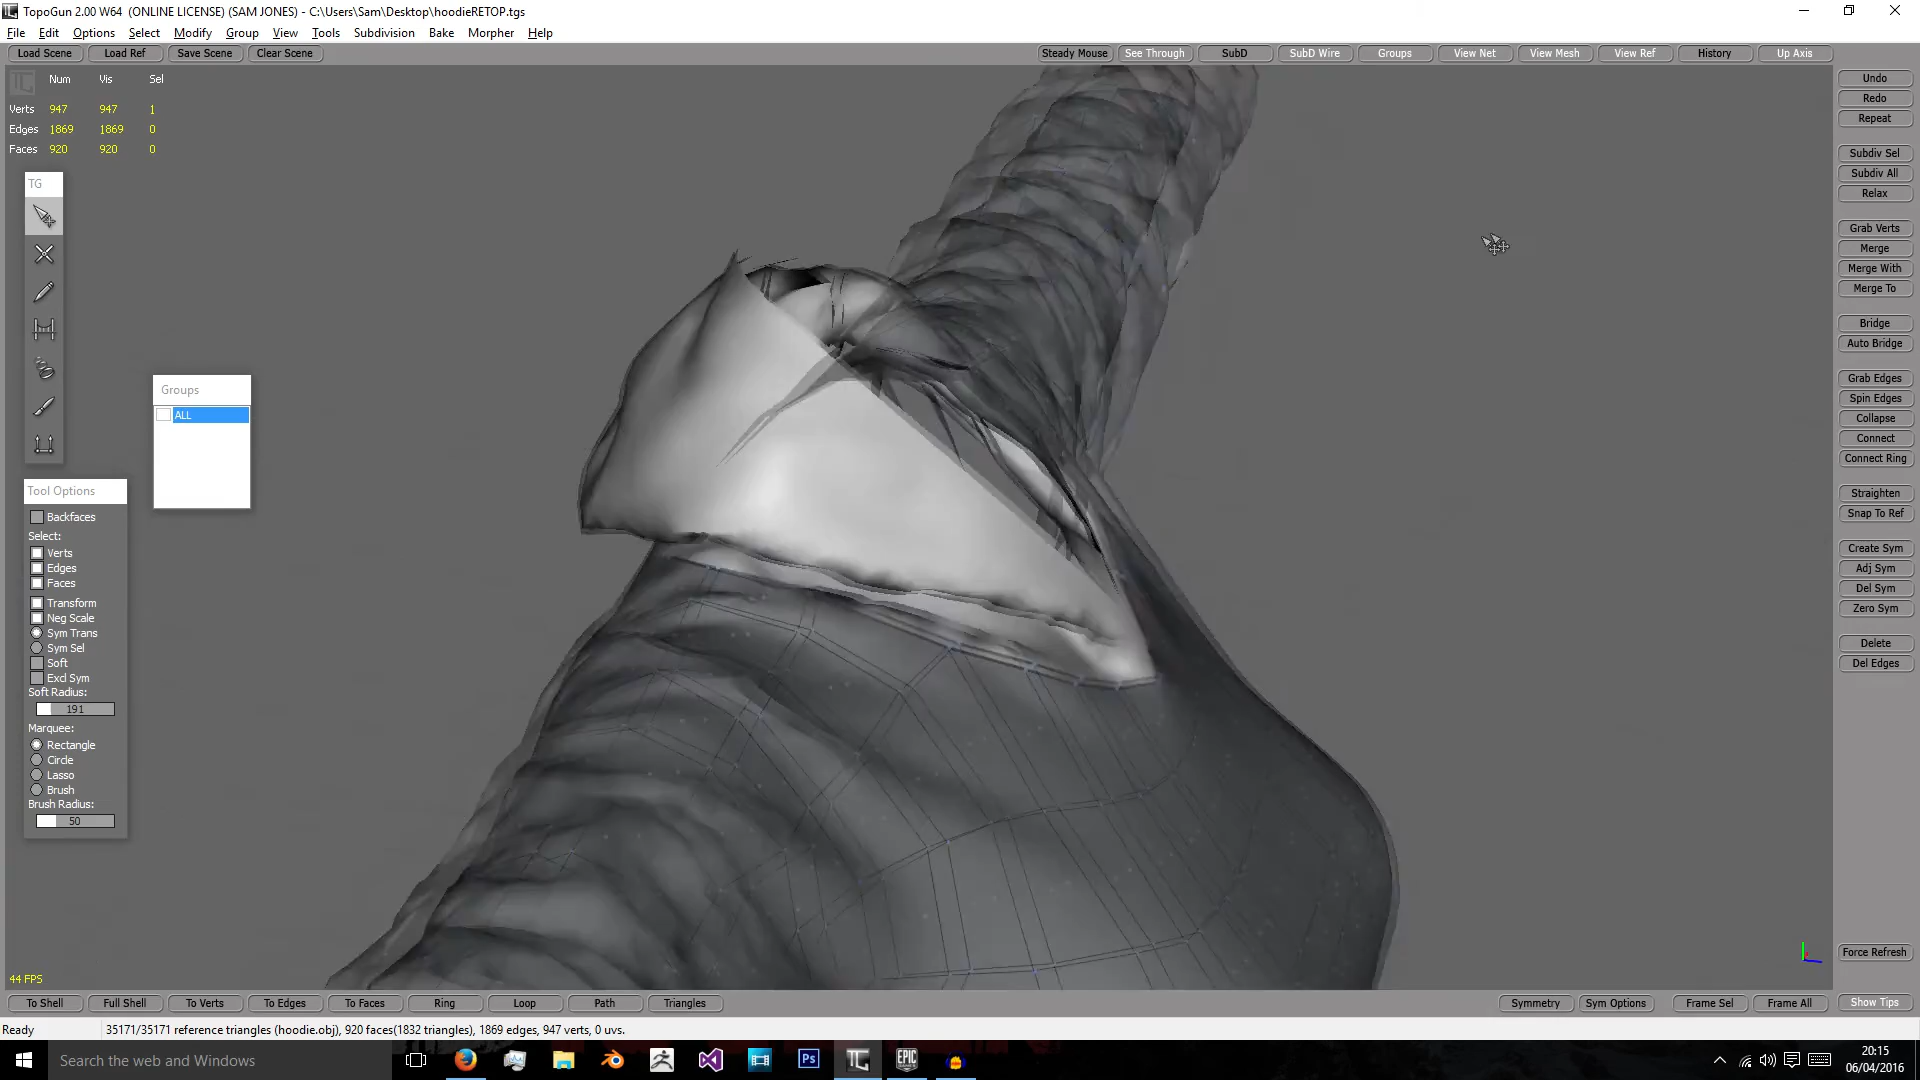 TopoGun 2.00 W64 (ONLINE LICENSE) (SAM JONES) - C:\Users\Sam\Desktop\hoodieRETOP.tgs
File Edit Options Select Modify Group View Tools Subdivision Bake Morpher Help
Load Scene Load Ref Save Scene Clear Scene Steady Mouse See Through SubD SubD Wire Groups View Net View Mesh View Ref History Up Axis
Num Vis Sel
Verts 947 947 1
Edges 1869 1869 0
Faces 920 920 0
TG
Groups
ALL
Tool Options
Backfaces
Select:
Verts
Edges
Faces
Transform
Neg Scale
Sym Trans
Sym Sel
Soft
Excl Sym
Soft Radius:
191
Marquee:
Rectangle
Circle
Lasso
Brush
Brush Radius:
50
Undo
Redo
Repeat
Subdiv Sel
Subdiv All
Relax
Grab Verts
Merge
Merge With
Merge To
Bridge
Auto Bridge
Grab Edges
Spin Edges
Collapse
Connect
Connect Ring
Straighten
Snap To Ref
Create Sym
Adj Sym
Del Sym
Zero Sym
Delete
Del Edges
Force Refresh
44 FPS
To Shell Full Shell To Verts To Edges To Faces Ring Loop Path Triangles Symmetry Sym Options Frame Sel Frame All Show Tips
Ready 35171/35171 reference triangles (hoodie.obj), 920 faces(1832 triangles), 1869 edges, 947 verts, 0 uvs.
Search the web and Windows
Ps
TG
EPIC
20:15
06/04/2016